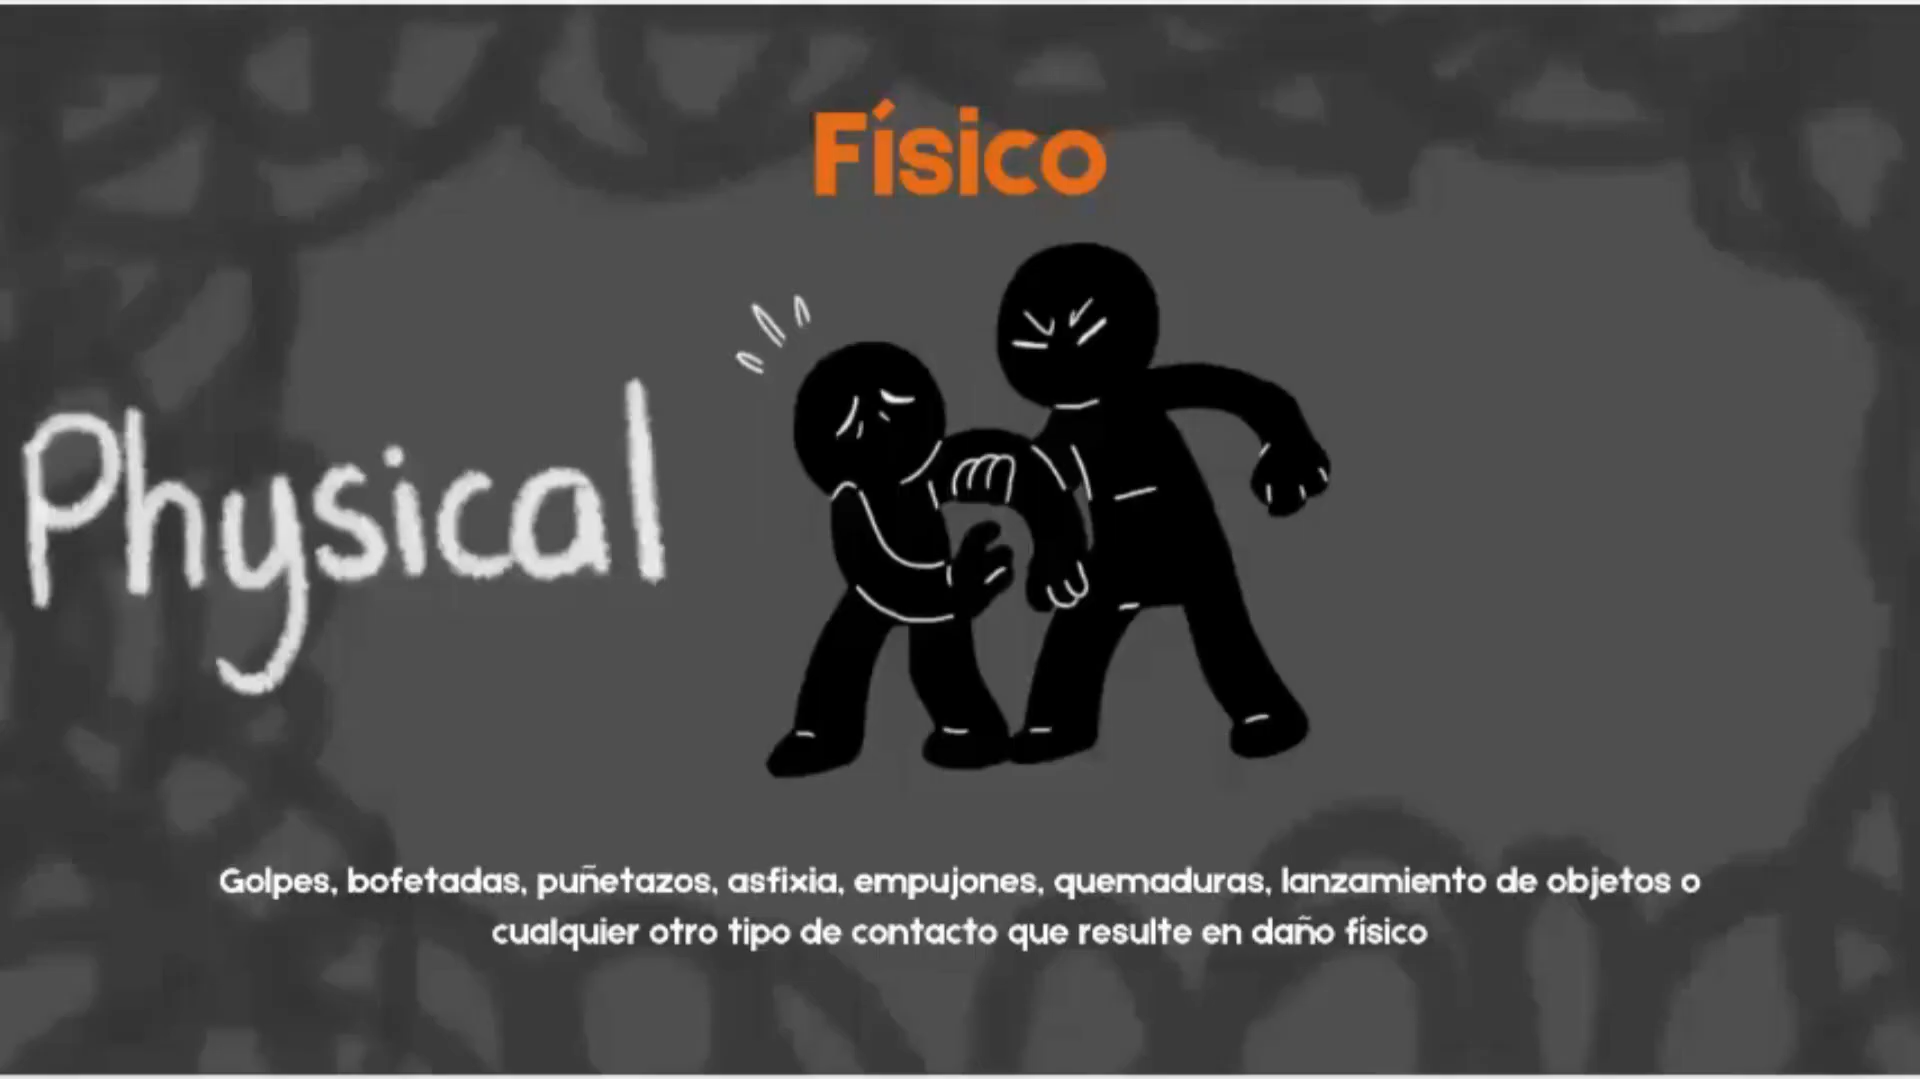 Físico
Physical
Golpes, bofetadas, puñetazos, asfixia, empujones, quemaduras, lanzamiento de objetos o
cualquier otro tipo de contacto que resulte en daño físico